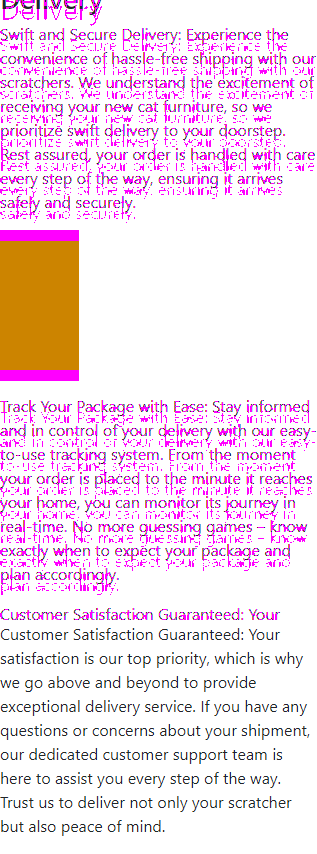 Delivery
Swift and Secure Delivery: Experience the
convenience of hassle-free shipping with our
scratchers. We understand the excitement of
receiving your new cat furniture, so we
prioritize swift delivery to your doorstep.
Rest assured, your order is handled with care
every step of the way, ensuring it arrives
safely and securely.
Track Your Package with Ease: Stay informed
and in control of your delivery with our easy-
to-use tracking system. From the moment
your order is placed to the minute it reaches
your home, you can monitor its journey in
real-time. No more guessing games – know
exactly when to expect your package and
plan accordingly.
Customer Satisfaction Guaranteed: Your
Customer Satisfaction Guaranteed: Your
satisfaction is our top priority, which is why
we go above and beyond to provide
exceptional delivery service. If you have any
questions or concerns about your shipment,
our dedicated customer support team is
here to assist you every step of the way.
Trust us to deliver not only your scratcher
but also peace of mind.